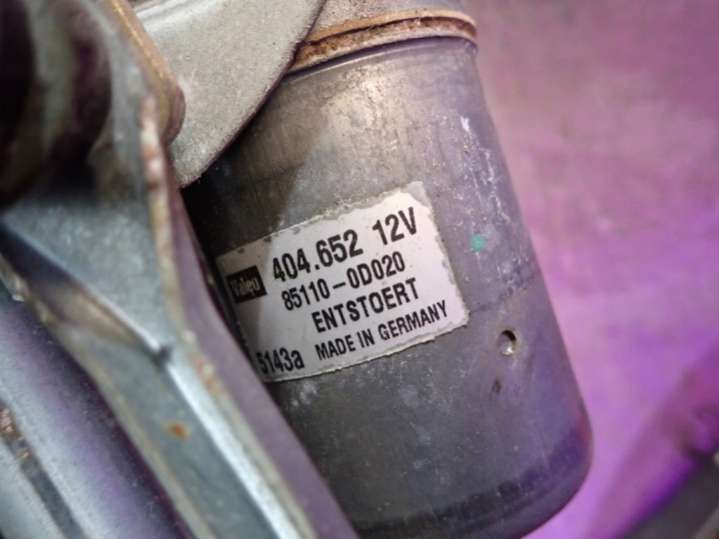 Valeo 404.652 12V
85110-0D020
ENTSTOERT
5143a MADE IN GERMANY